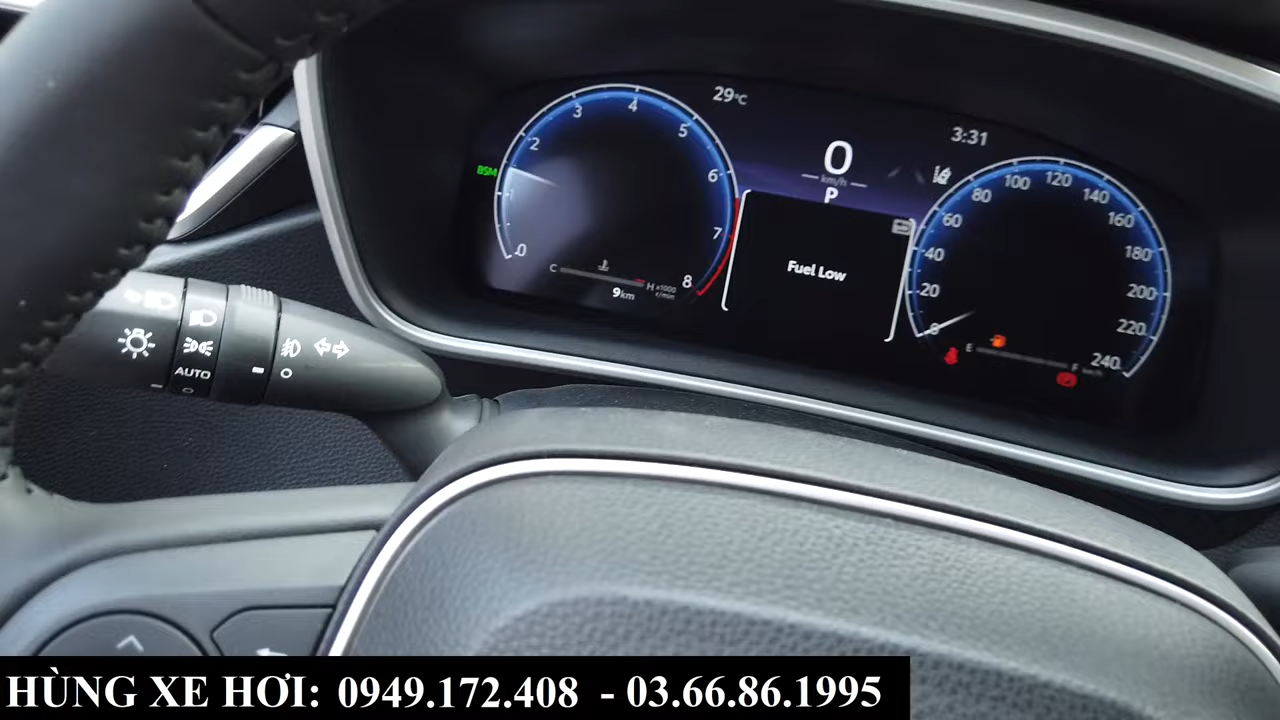 29°C
3:31
0
km/h
P
BSM
0
1
2
3
4
5
6
7
8
x1000
r/min
C
H
9km
Fuel Low
0
20
40
60
80
100
120
140
160
180
200
220
240
km/h
E
F
AUTO
HÙNG XE HƠI: 0949.172.408 - 03.66.86.1995